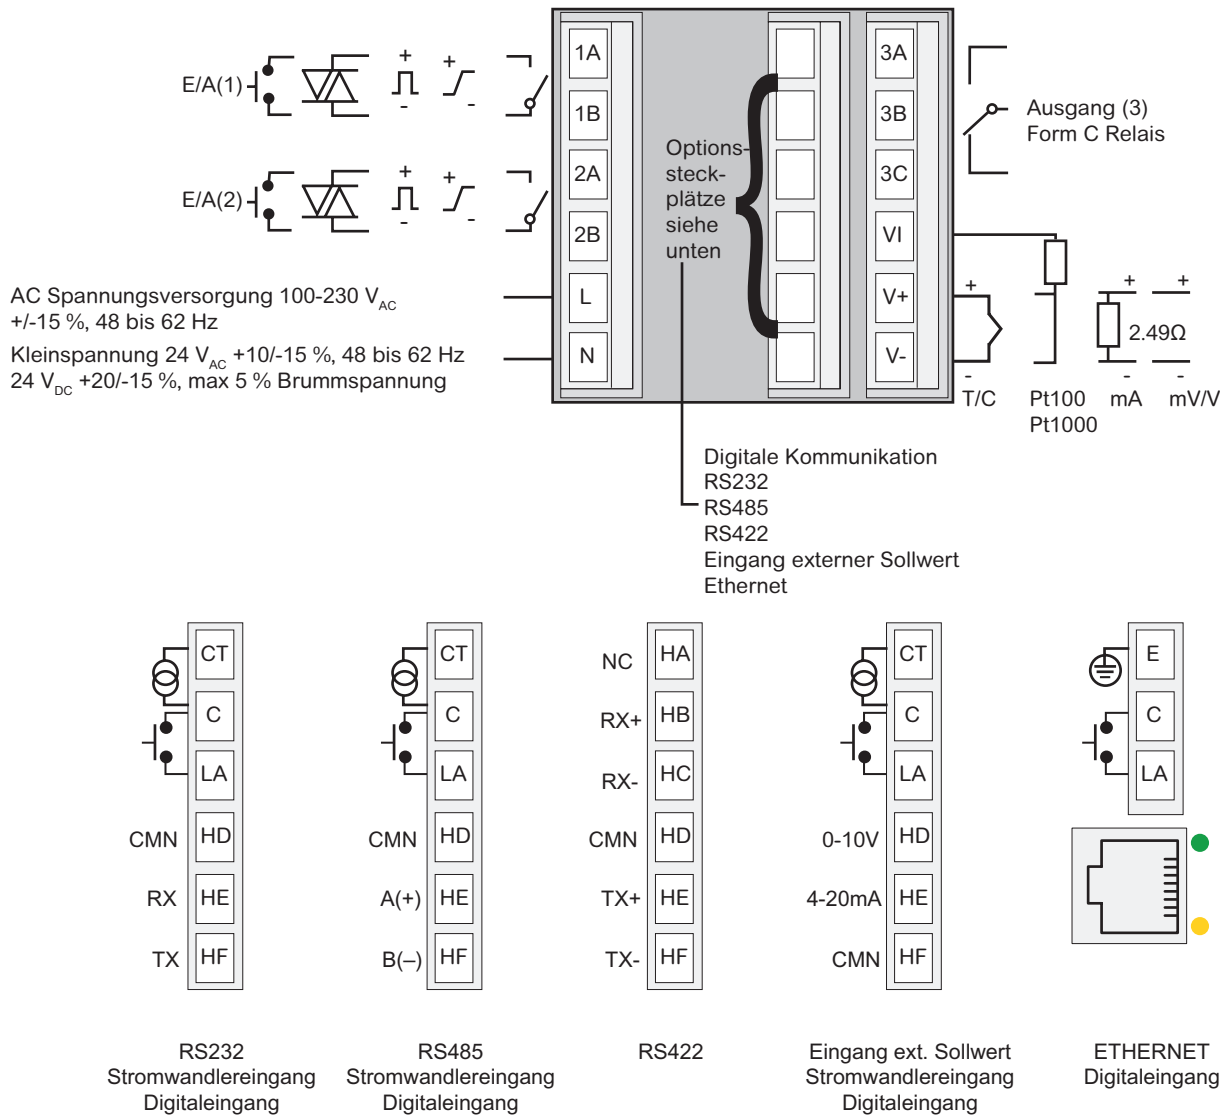 1A
1B
2A
2B
L
N
E/A(1)
+
-
+
-
E/A(2)
+
-
+
-
AC Spannungsversorgung 100-230 VAC
+/-15 %, 48 bis 62 Hz
Kleinspannung 24 VAC +10/-15 %, 48 bis 62 Hz
24 VDC +20/-15 %, max 5 % Brummspannung
Options-
steck-
plätze
siehe
unten
3A
3B
3C
VI
V+
V-
Ausgang (3)
Form C Relais
+
-
T/C
Pt100
Pt1000
+
2.49Ω
-
mA
+
-
mV/V
Digitale Kommunikation
RS232
RS485
RS422
Eingang externer Sollwert
Ethernet
CT
C
LA
CMN HD
RX HE
TX HF
RS232
Stromwandlereingang
Digitaleingang
CT
C
LA
CMN HD
A(+) HE
B(–) HF
RS485
Stromwandlereingang
Digitaleingang
NC HA
RX+ HB
RX- HC
CMN HD
TX+ HE
TX- HF
RS422
CT
C
LA
0-10V HD
4-20mA HE
CMN HF
Eingang ext. Sollwert
Stromwandlereingang
Digitaleingang
E
C
LA
ETHERNET
Digitaleingang